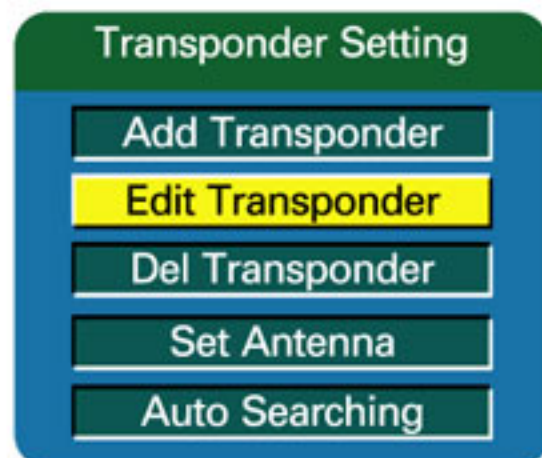 Transponder Setting
Add Transponder
Edit Transponder
Del Transponder
Set Antenna
Auto Searching